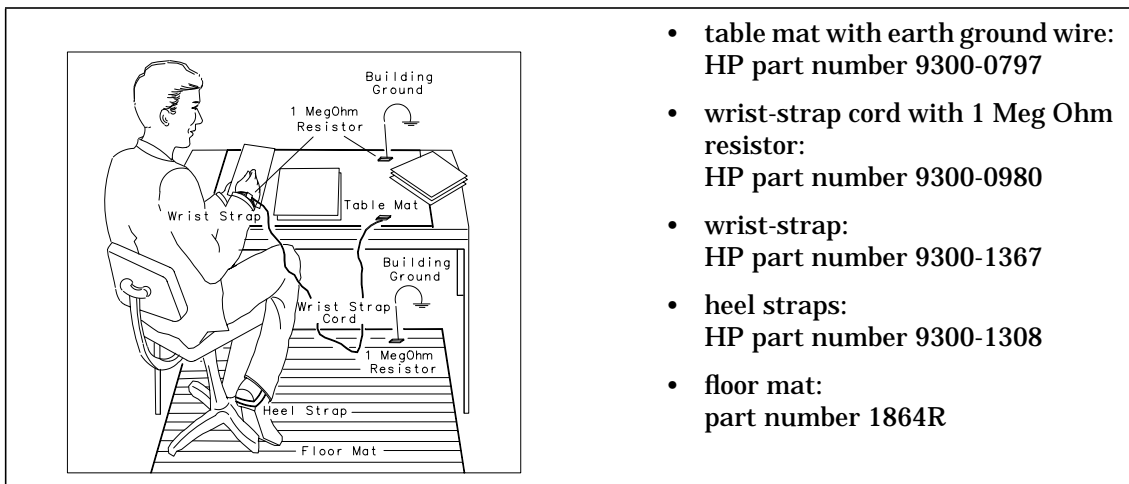 Building
Ground
1 MegOhm
Resistor
Wrist Strap
Table Mat
Building
Ground
Wrist Strap
Cord
1 MegOhm
Resistor
Heel Strap
Floor Mat
• table mat with earth ground wire:
HP part number 9300-0797
• wrist-strap cord with 1 Meg Ohm
resistor:
HP part number 9300-0980
• wrist-strap:
HP part number 9300-1367
• heel straps:
HP part number 9300-1308
• floor mat:
part number 1864R